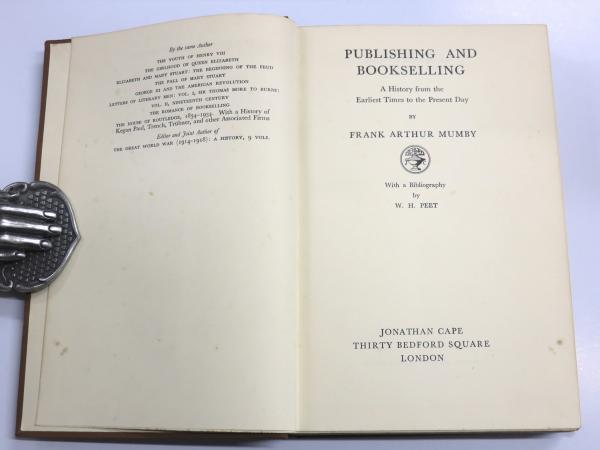 By the same Author
THE YOUTH OF HENRY VIII
THE GIRLHOOD OF QUEEN ELIZABETH
ELIZABETH AND MARY STUART: THE BEGINNING OF THE FEUD
THE FALL OF MARY STUART
GEORGE III AND THE AMERICAN REVOLUTION
LETTERS OF LITERARY MEN: VOL. I, SIR THOMAS MORE TO BURNS:
VOL. II, NINETEENTH CENTURY
THE ROMANCE OF BOOKSELLING
THE HOUSE OF ROUTLEDGE, 1834-1934. With a History of
Kegan Paul, Trench, Trübner, and other Associated Firms
Editor and Joint Author of
THE GREAT WORLD WAR (1914-1918): A HISTORY, 9 VOLS.
PUBLISHING AND
BOOKSELLING
A History from the
Earliest Times to the Present Day
BY
FRANK ARTHUR MUMBY
With a Bibliography
by
W. H. PEET
JONATHAN CAPE
THIRTY BEDFORD SQUARE
LONDON